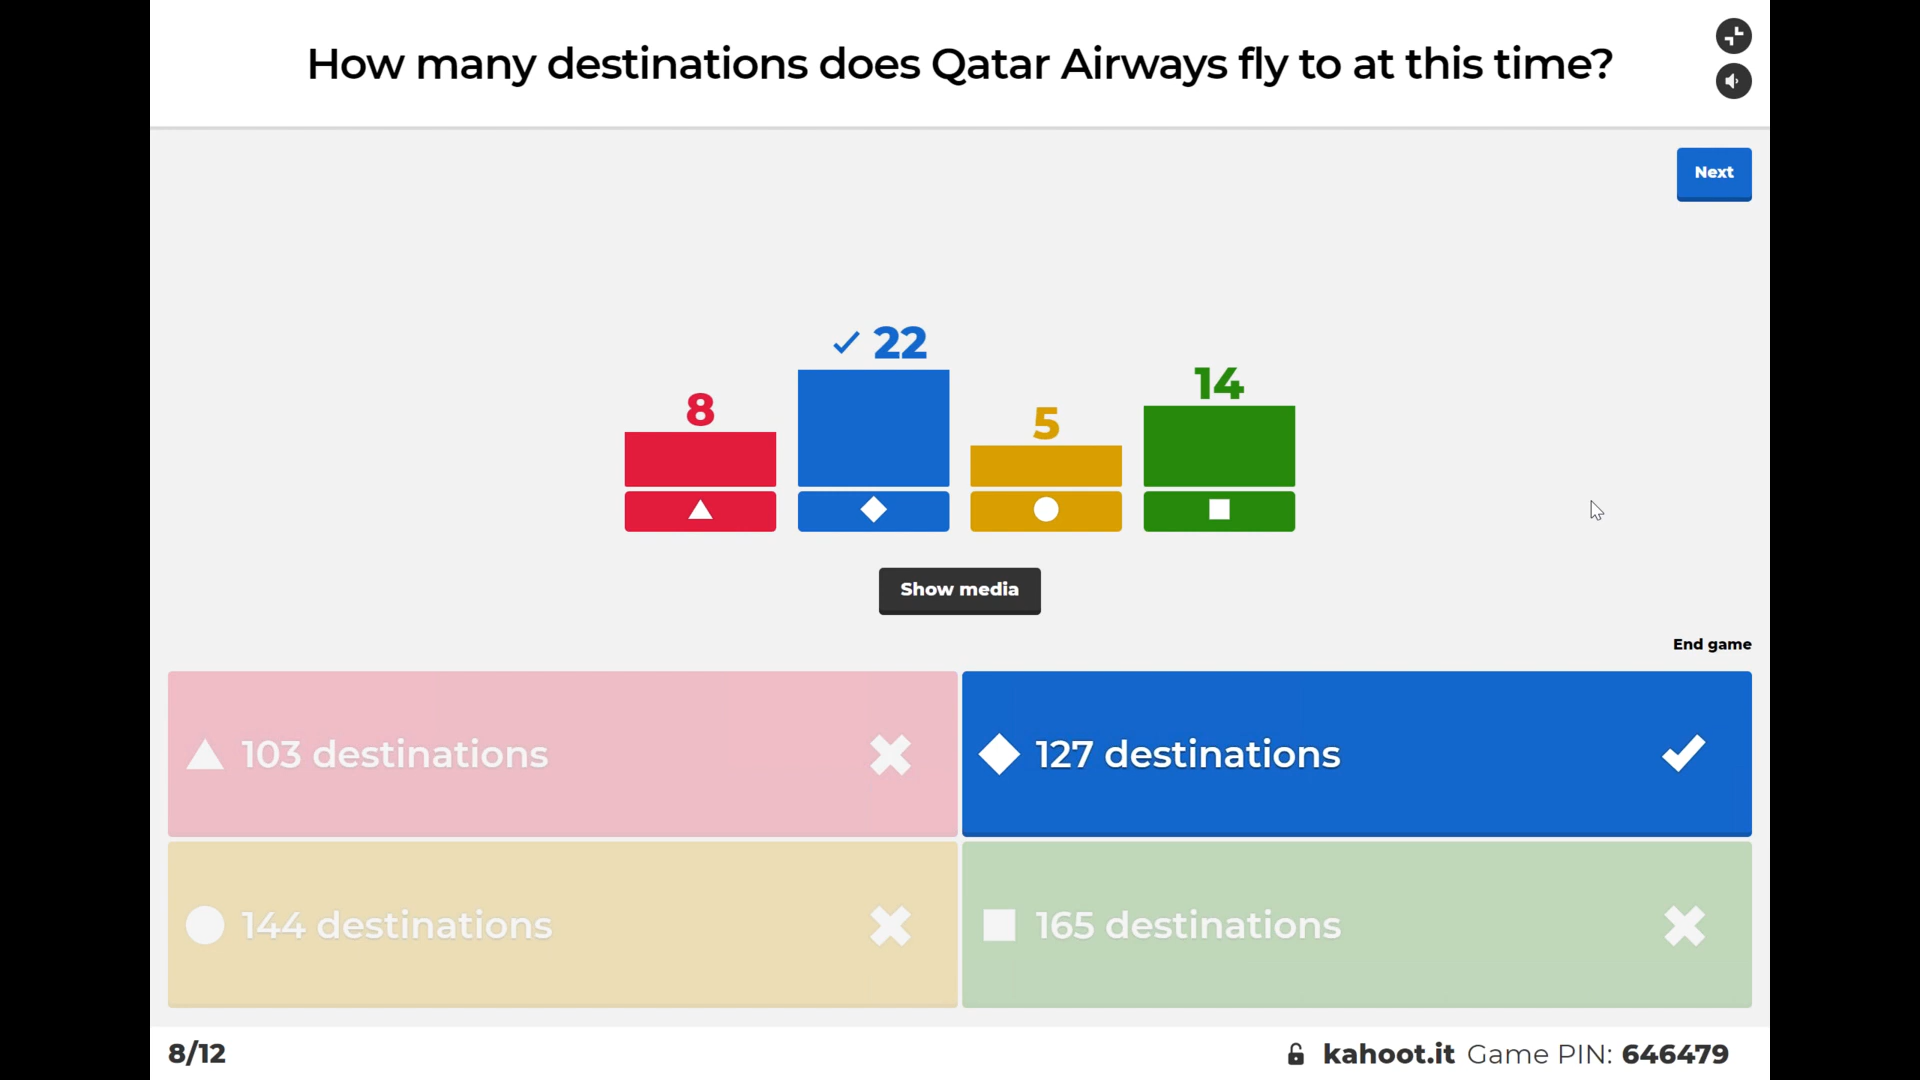 How many destinations does Qatar Airways fly to at this time?
Next
8
22
5
14
Show media
End game
103 destinations
127 destinations
144 destinations
165 destinations
8/12
kahoot.it Game PIN: 646479